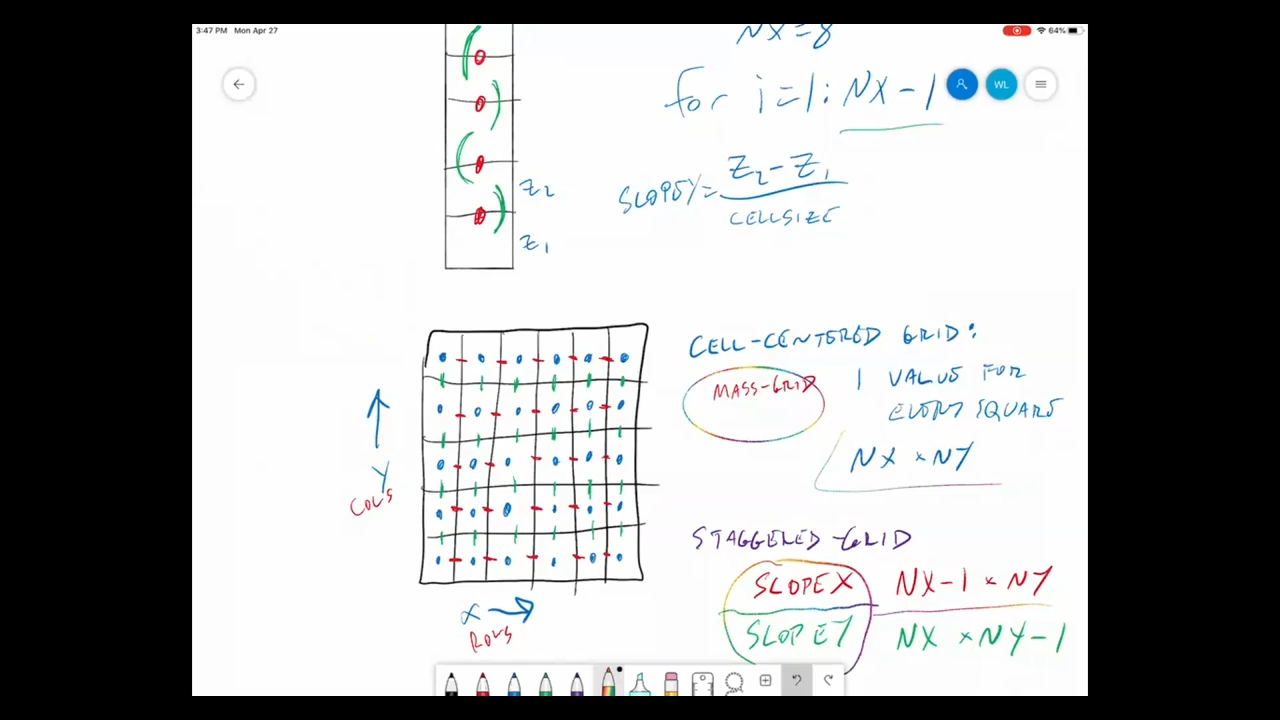 3:47 PM Mon Apr 27
64%
NX=8
for i=1:NX-1
WL
Z2
Z1
SLOPEY= Z2-Z1
CELLSIZE
CELL-CENTERED GRID:
MASS-GRID
1 VALUE FOR
EVERY SQUARE
NX × NY
Y
COLS
X
ROWS
STAGGERED-GRID
SLOPEX NX-1 × NY
SLOPEY NX × NY-1